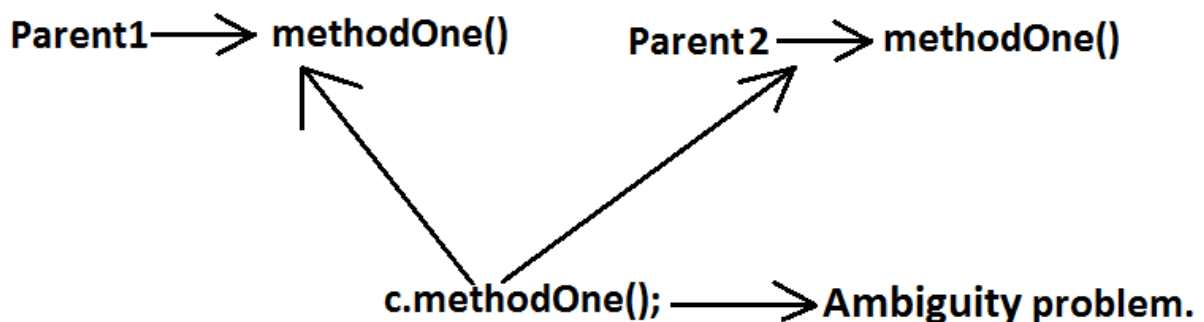 Parent1 methodOne() Parent2 methodOne()
c.methodOne(); Ambiguity problem.